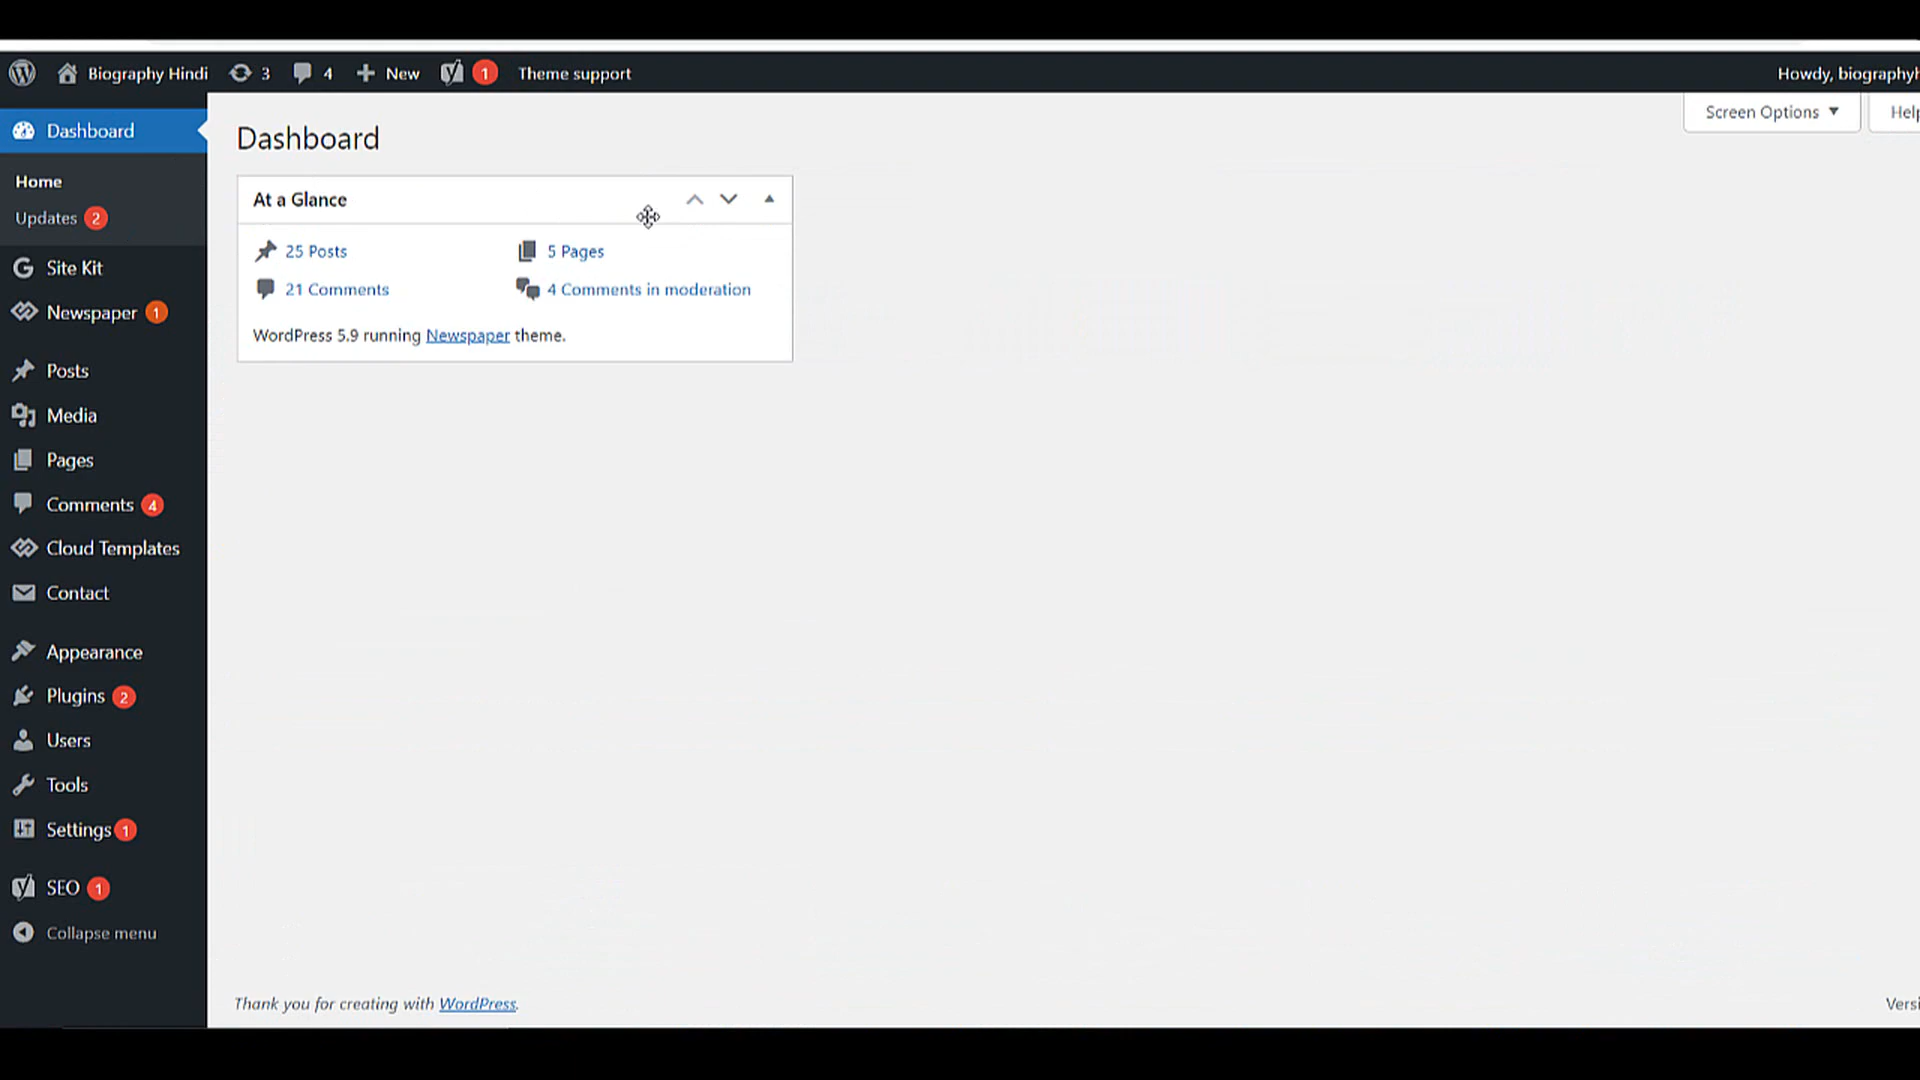 Biography Hindi 3 4 New 1 Theme support Howdy,
Screen Options Help
Dashboard
Home
Updates 2
Site Kit
Newspaper 1
Posts
Media
Pages
Comments 4
Cloud Templates
Contact
Appearance
Plugins 2
Users
Tools
Settings 1
SEO 1
Collapse menu
Dashboard
At a Glance
25 Posts 5 Pages
21 Comments 4 Comments in moderation
WordPress 5.9 running Newspaper theme.
Thank you for creating with WordPress.